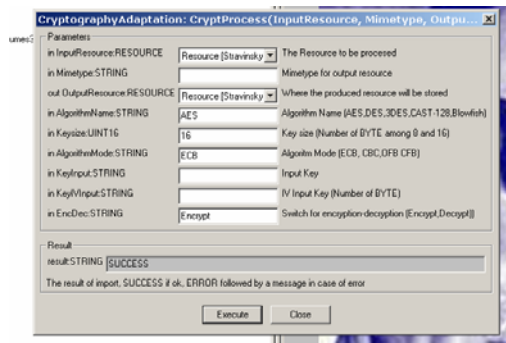 CryptographyAdaptation: CryptProcess(InputResource, Mimetype, Outpu...
Parameters
in InputResource:RESOURCE Resource [Stravinsky The Resource to be procesed
in Mimetype:STRING Mimetype for output resource
out OutputResource:RESOURCE Resource [Stravinsky Where the produced resource will be stored
in AlgorithmName:STRING AES Algorithm Name (AES,DES,3DES,CAST-128,Blowfish)
in Keysize:UINT16 16 Key size (Number of BYTE among 8 and 16)
in AlgorithmMode:STRING ECB Algoritm Mode (ECB, CBC,OFB CFB)
in KeyInput:STRING Input Key
in KeyIVInput:STRING IV Input Key (Number of BYTE)
in EncDec:STRING Encrypt Switch for encryption-decryption (Encrypt,Decrypt)]
Result
result:STRING SUCCESS
The result of import, SUCCESS if ok, ERROR followed by a message in case of error
Execute Close